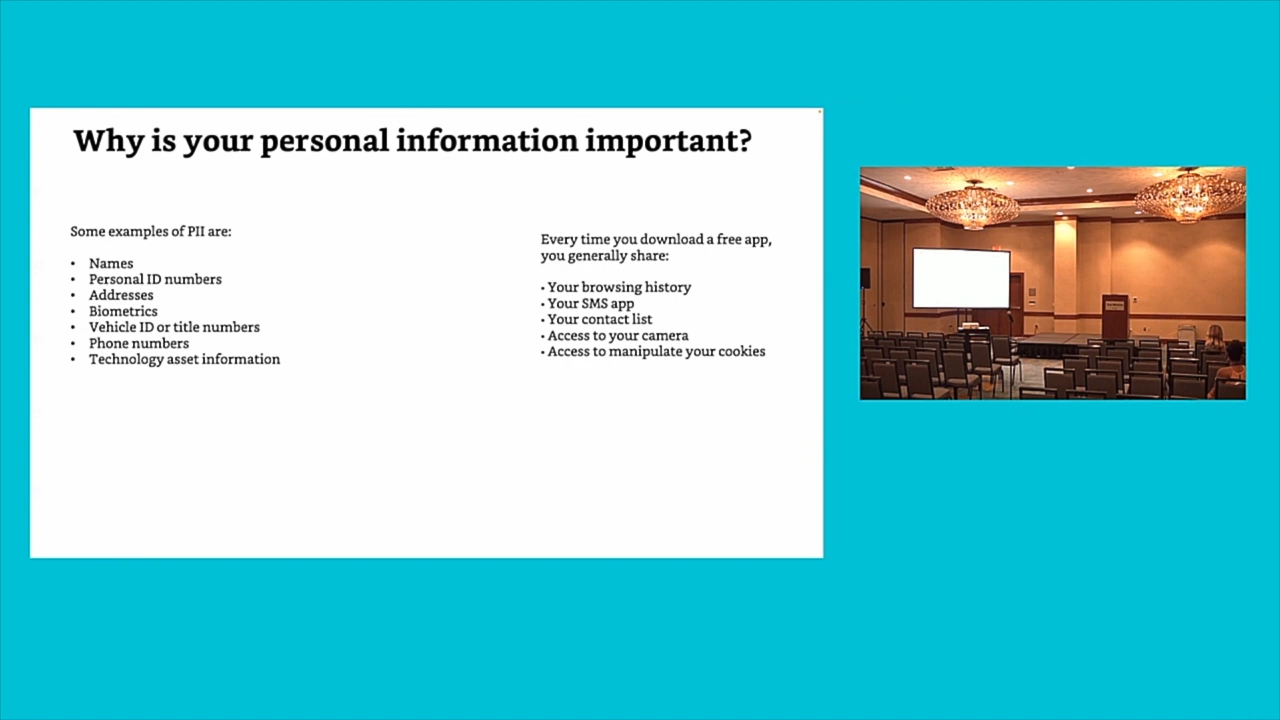 Why is your personal information important?
Some examples of PII are:
• Names
• Personal ID numbers
• Addresses
• Biometrics
• Vehicle ID or title numbers
• Phone numbers
• Technology asset information
Every time you download a free app,
you generally share:
• Your browsing history
• Your SMS app
• Your contact list
• Access to your camera
• Access to manipulate your cookies